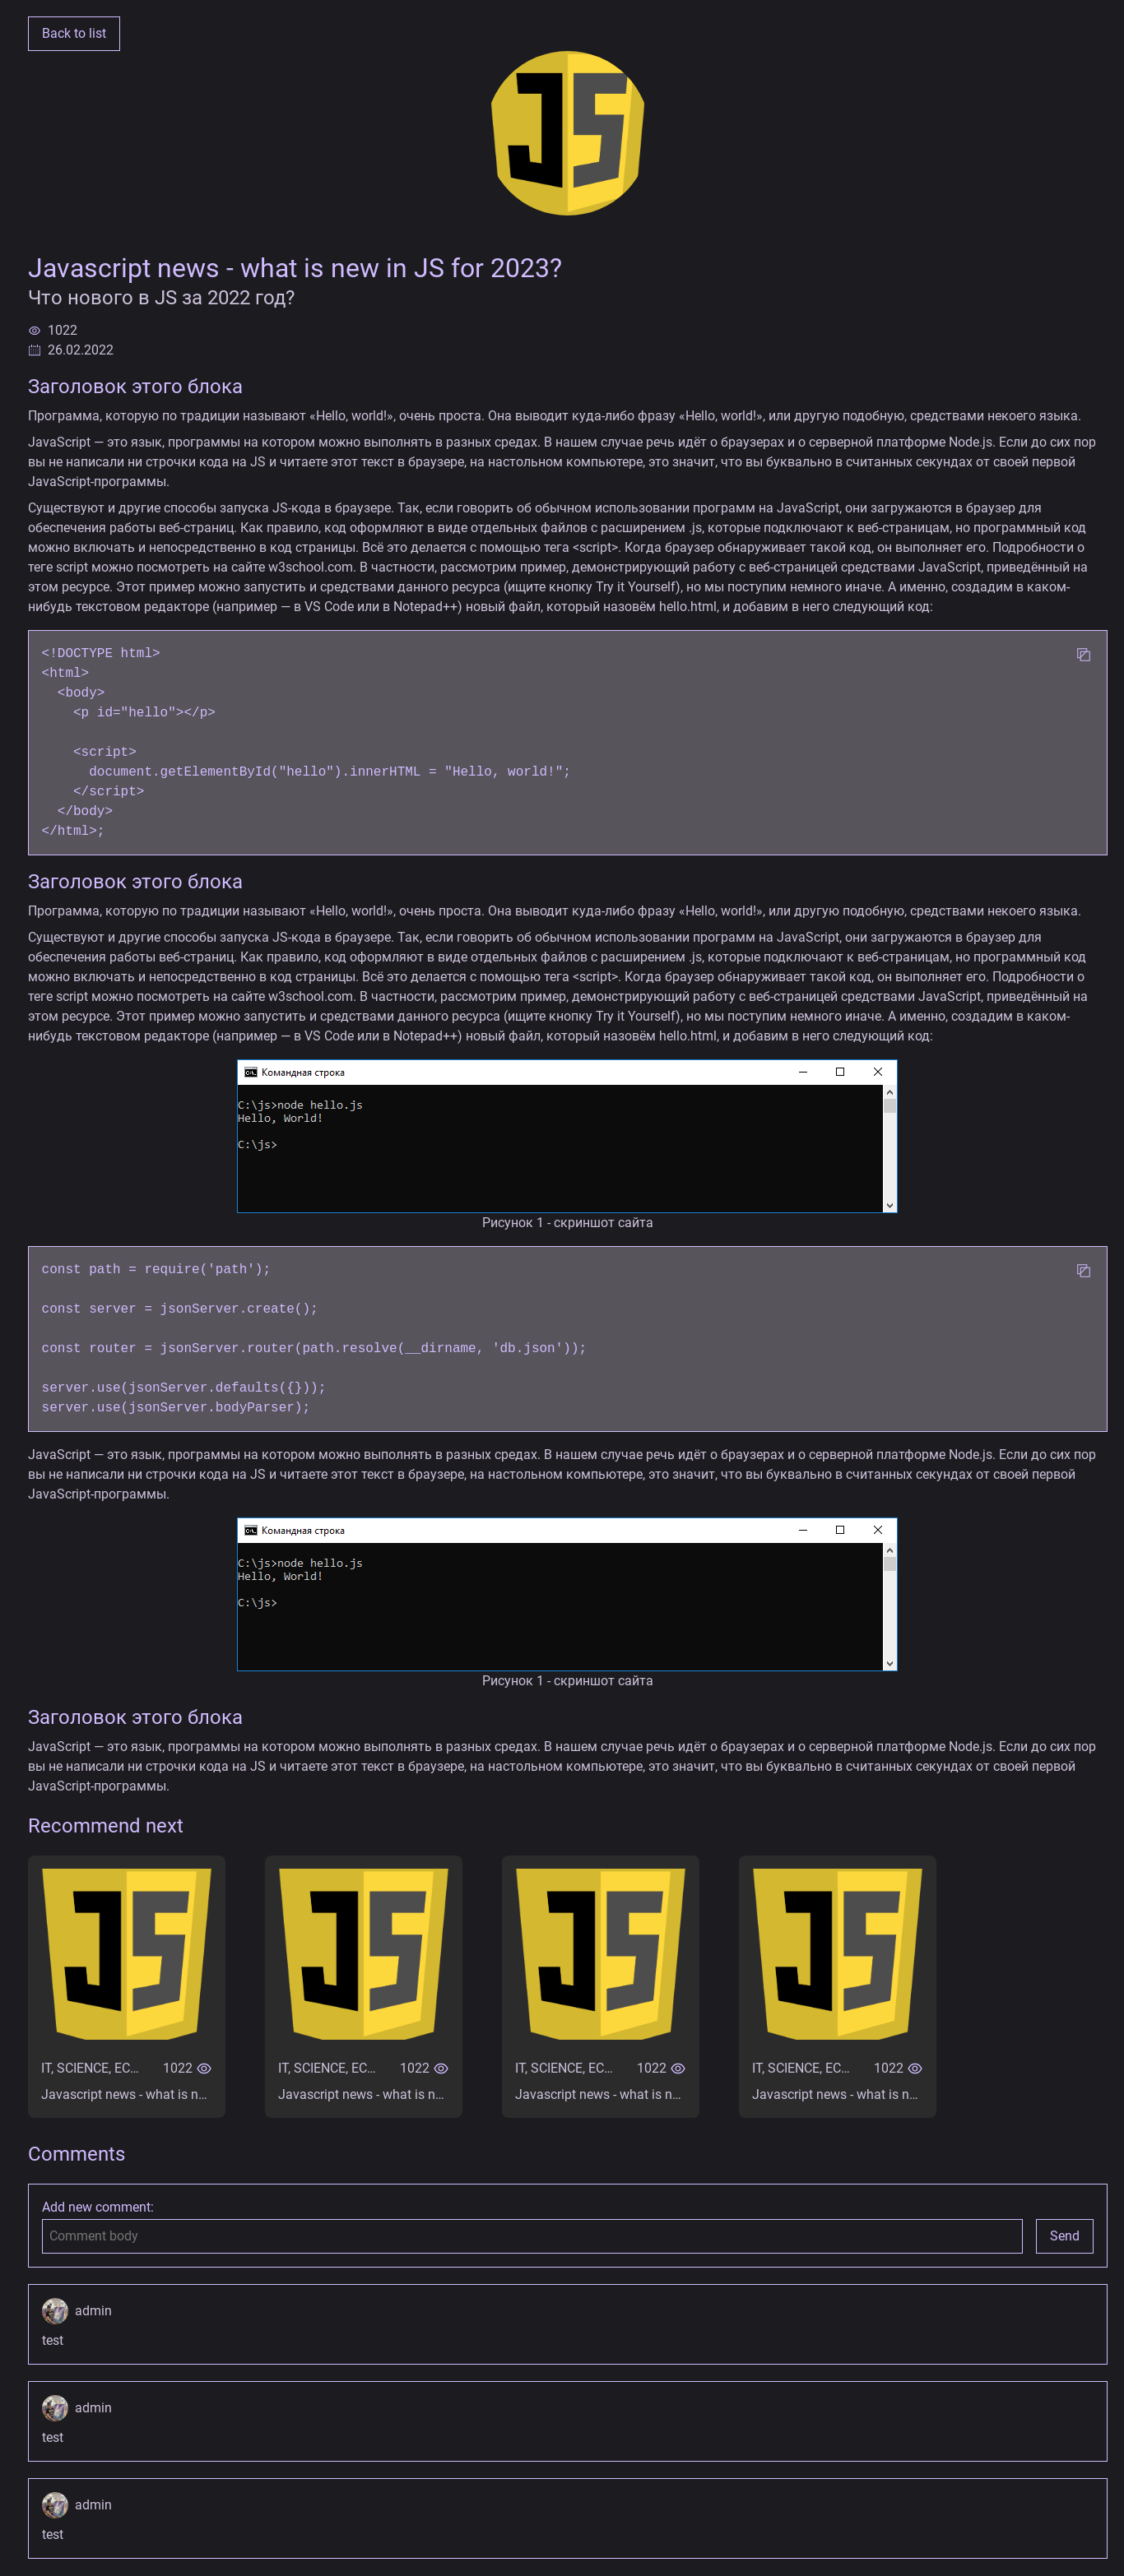 Back to list
JS
Javascript news - what is new in JS for 2023?
Что нового в JS за 2022 год?
1022
26.02.2022
Заголовок этого блока
Программа, которую по традиции называют «Hello, world!», очень проста. Она выводит куда-либо фразу «Hello, world!», или другую подобную, средствами некоего языка.
JavaScript — это язык, программы на котором можно выполнять в разных средах. В нашем случае речь идёт о браузерах и о серверной платформе Node.js. Если до сих пор
вы не написали ни строчки кода на JS и читаете этот текст в браузере, на настольном компьютере, это значит, что вы буквально в считанных секундах от своей первой
JavaScript-программы.
Существуют и другие способы запуска JS-кода в браузере. Так, если говорить об обычном использовании программ на JavaScript, они загружаются в браузер для
обеспечения работы веб-страниц. Как правило, код оформляют в виде отдельных файлов с расширением .js, которые подключают к веб-страницам, но программный код
можно включать и непосредственно в код страницы. Всё это делается с помощью тега <script>. Когда браузер обнаруживает такой код, он выполняет его. Подробности о
теге script можно посмотреть на сайте w3school.com. В частности, рассмотрим пример, демонстрирующий работу с веб-страницей средствами JavaScript, приведённый на
этом ресурсе. Этот пример можно запустить и средствами данного ресурса (ищите кнопку Try it Yourself), но мы поступим немного иначе. А именно, создадим в каком-
нибудь текстовом редакторе (например — в VS Code или в Notepad++) новый файл, который назовём hello.html, и добавим в него следующий код:
<!DOCTYPE html>
<html>
  <body>
    <p id="hello"></p>
    <script>
      document.getElementById("hello").innerHTML = "Hello, world!";
    </script>
  </body>
</html>;
Заголовок этого блока
Программа, которую по традиции называют «Hello, world!», очень проста. Она выводит куда-либо фразу «Hello, world!», или другую подобную, средствами некоего языка.
Существуют и другие способы запуска JS-кода в браузере. Так, если говорить об обычном использовании программ на JavaScript, они загружаются в браузер для
обеспечения работы веб-страниц. Как правило, код оформляют в виде отдельных файлов с расширением .js, которые подключают к веб-страницам, но программный код
можно включать и непосредственно в код страницы. Всё это делается с помощью тега <script>. Когда браузер обнаруживает такой код, он выполняет его. Подробности о
теге script можно посмотреть на сайте w3school.com. В частности, рассмотрим пример, демонстрирующий работу с веб-страницей средствами JavaScript, приведённый на
этом ресурсе. Этот пример можно запустить и средствами данного ресурса (ищите кнопку Try it Yourself), но мы поступим немного иначе. А именно, создадим в каком-
нибудь текстовом редакторе (например — в VS Code или в Notepad++) новый файл, который назовём hello.html, и добавим в него следующий код:
Командная строка
C:\js>node hello.js
Hello, World!
C:\js>
Рисунок 1 - скриншот сайта
const path = require('path');
const server = jsonServer.create();
const router = jsonServer.router(path.resolve(__dirname, 'db.json'));
server.use(jsonServer.defaults({}));
server.use(jsonServer.bodyParser);
JavaScript — это язык, программы на котором можно выполнять в разных средах. В нашем случае речь идёт о браузерах и о серверной платформе Node.js. Если до сих пор
вы не написали ни строчки кода на JS и читаете этот текст в браузере, на настольном компьютере, это значит, что вы буквально в считанных секундах от своей первой
JavaScript-программы.
Командная строка
C:\js>node hello.js
Hello, World!
C:\js>
Рисунок 1 - скриншот сайта
Заголовок этого блока
JavaScript — это язык, программы на котором можно выполнять в разных средах. В нашем случае речь идёт о браузерах и о серверной платформе Node.js. Если до сих пор
вы не написали ни строчки кода на JS и читаете этот текст в браузере, на настольном компьютере, это значит, что вы буквально в считанных секундах от своей первой
JavaScript-программы.
Recommend next
JS JS JS JS
IT, SCIENCE, EC... 1022 IT, SCIENCE, EC... 1022 IT, SCIENCE, EC... 1022 IT, SCIENCE, EC... 1022
Javascript news - what is n... Javascript news - what is n... Javascript news - what is n... Javascript news - what is n...
Comments
Add new comment:
Comment body Send
admin
test
admin
test
admin
test